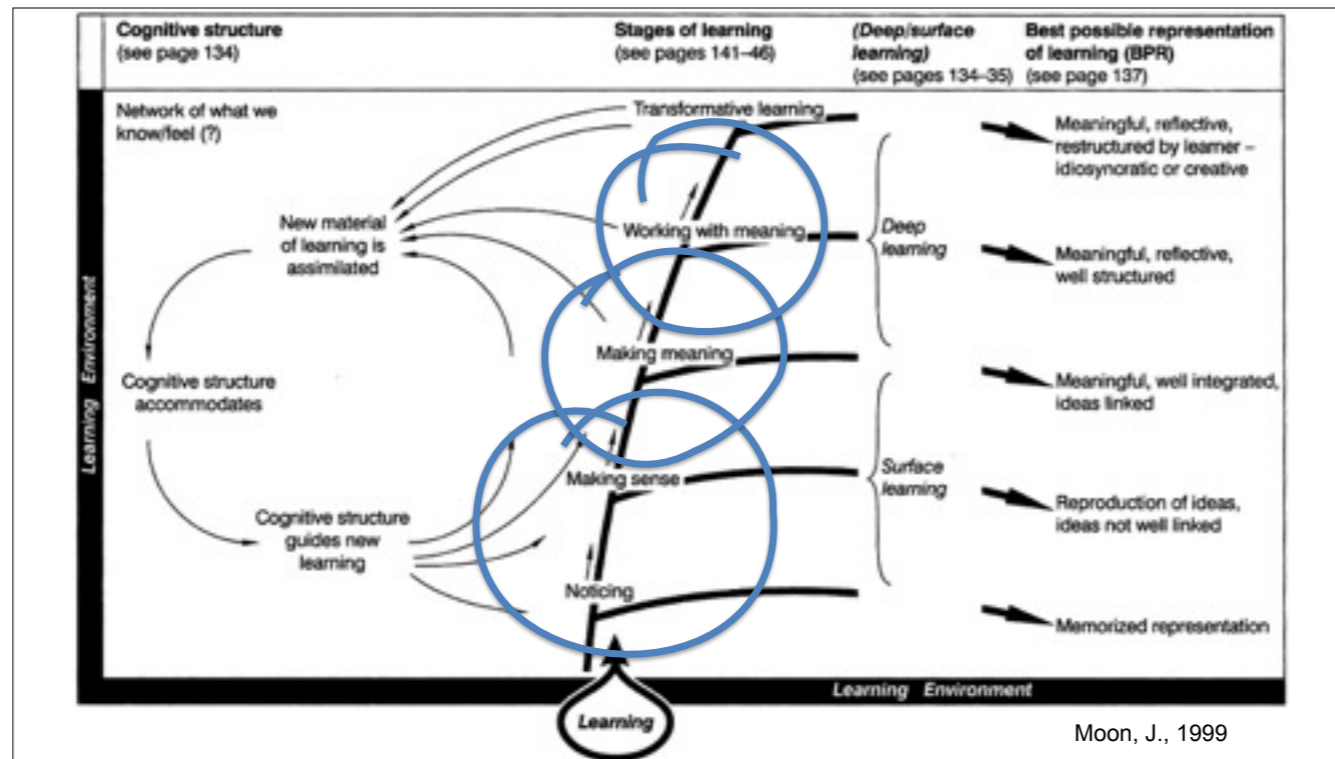 Cognitive structure
(see page 134)
Stages of learning
(see pages 141–46)
(Deep/surface
learning)
(see pages 134–35)
Best possible representation
of learning (BPR)
(see page 137)
Network of what we
know/feel (?)
Transformative learning
Meaningful, reflective,
restructured by learner –
idiosyncratic or creative
New material
of learning is
assimilated
Working with meaning
Deep
learning
Meaningful, reflective,
well structured
Learning Environment
Cognitive structure
accommodates
Making meaning
Meaningful, well integrated,
ideas linked
Making sense
Surface
learning
Reproduction of ideas,
ideas not well linked
Cognitive structure
guides new
learning
Noticing
Memorized representation
Learning Environment
Learning
Moon, J., 1999